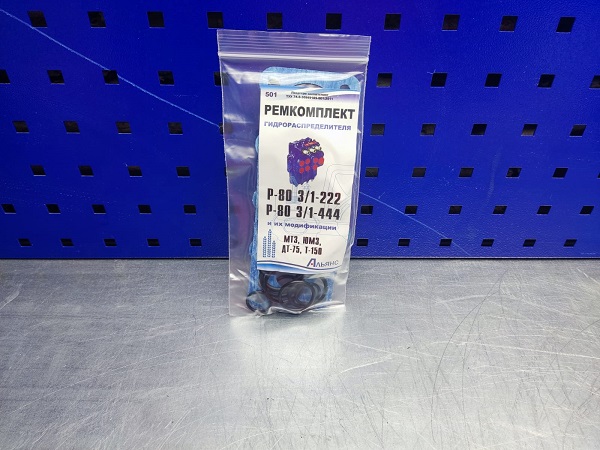 501
РЕМКОМПЛЕКТ
ГИДРОРАСПРЕДЕЛИТЕЛЯ
Р-80 3/1-222
Р-80 3/1-444
и их модификации
МТЗ, ЮМЗ,
ДТ-75, Т-150
Альянс